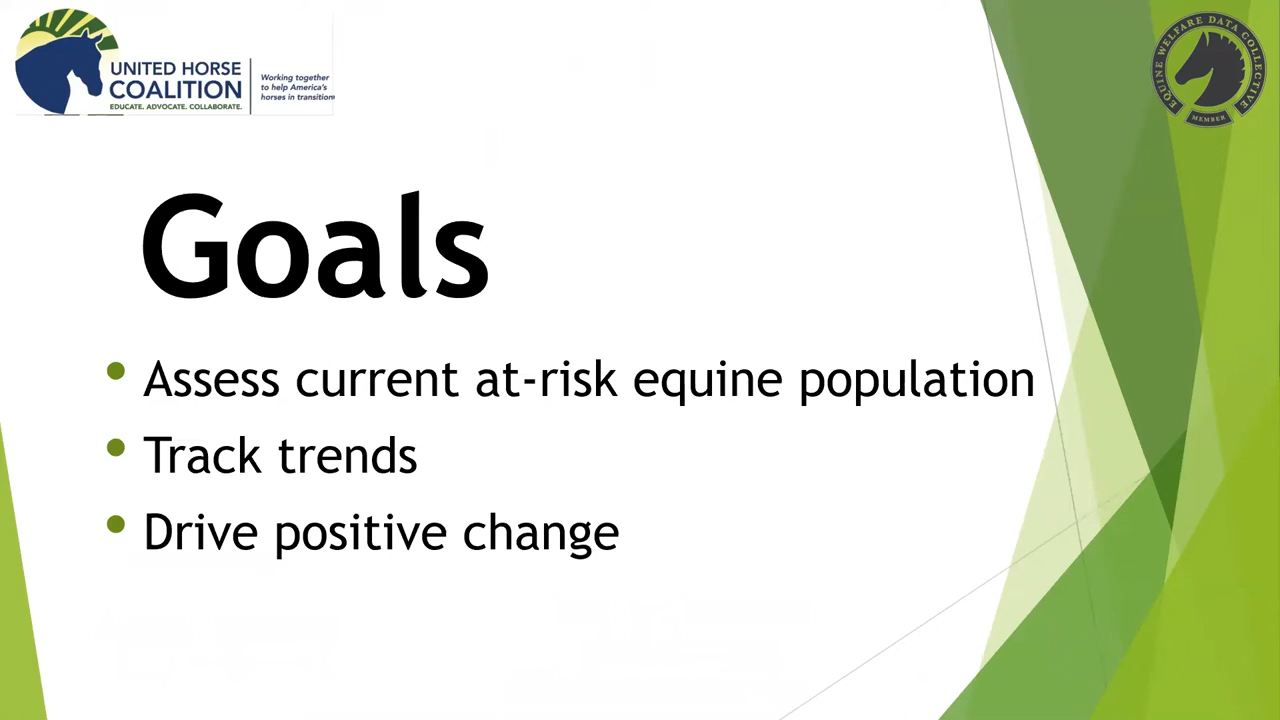 UNITED HORSE
COALITION
EDUCATE. ADVOCATE. COLLABORATE.
Working together
to help America's
horses in transition
EQUINE WELFARE DATA COLLECTIVE
MEMBER
Goals
• Assess current at-risk equine population
• Track trends
• Drive positive change